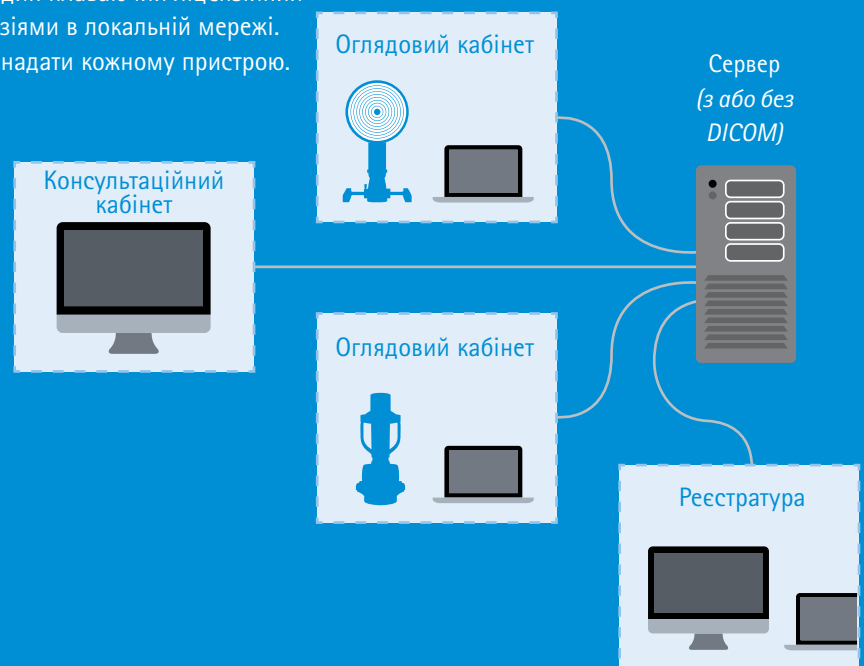 зіями в локальній мережі.
надати кожному пристрою.
Оглядовий кабінет
Сервер
(з або без
DICOM)
Консультаційний
кабінет
Оглядовий кабінет
Реєстратура